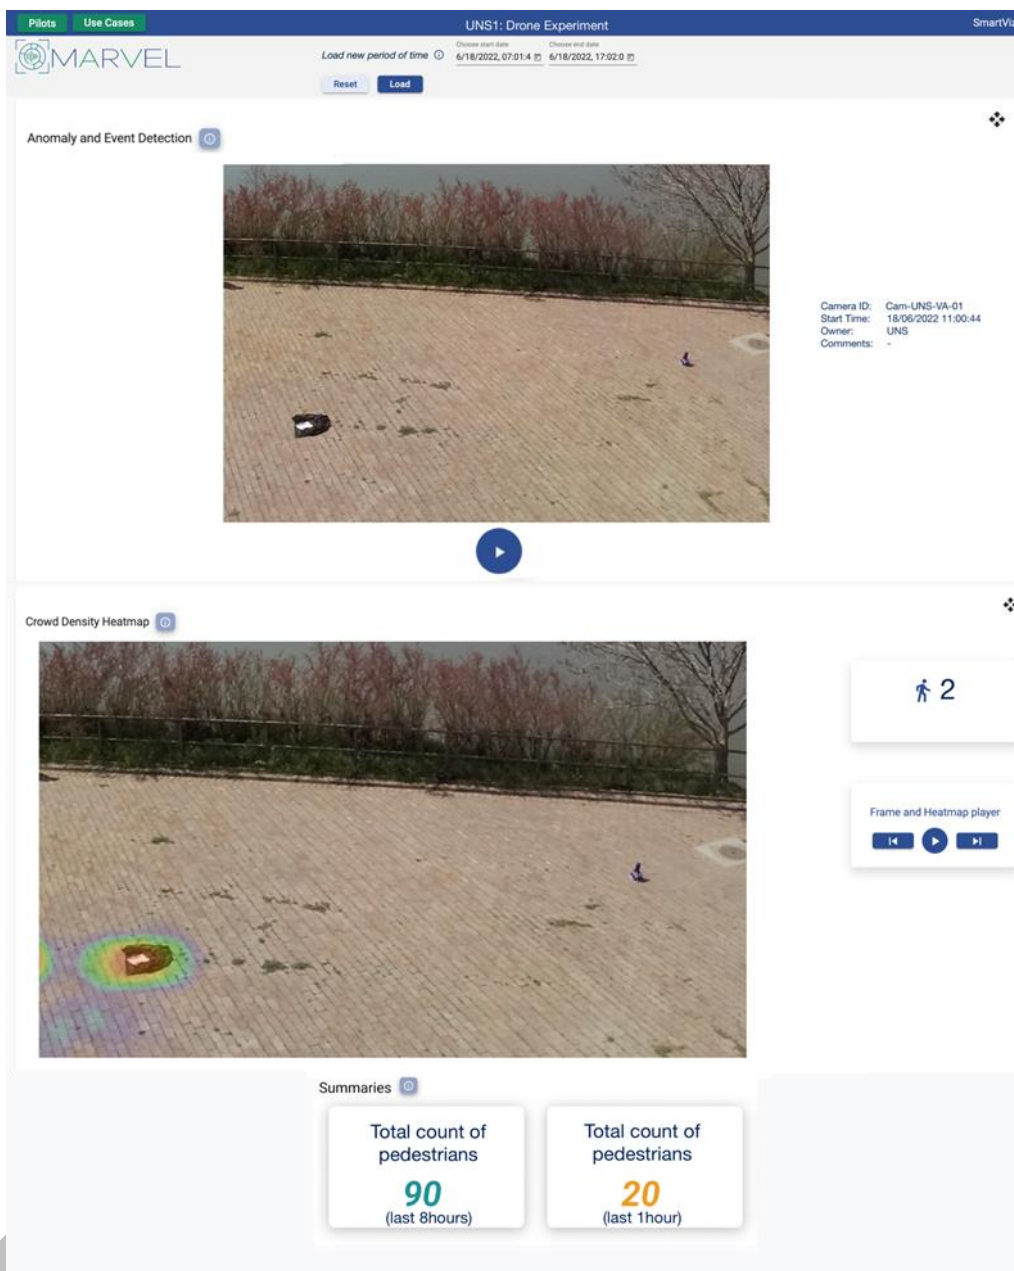 Pilots Use Cases UNS1: Drone Experiment SmartViz
MARVEL
Load new period of time
Choose start date Choose end date
6/18/2022, 07:01:4 6/18/2022, 17:02:0
Reset Load
Anomaly and Event Detection
Camera ID: Cam-UNS-VA-01
Start Time: 18/06/2022 11:00:44
Owner: UNS
Comments: -
Crowd Density Heatmap
2
Frame and Heatmap player
Summaries
Total count of
pedestrians
90
(last 8hours)
Total count of
pedestrians
20
(last 1hour)